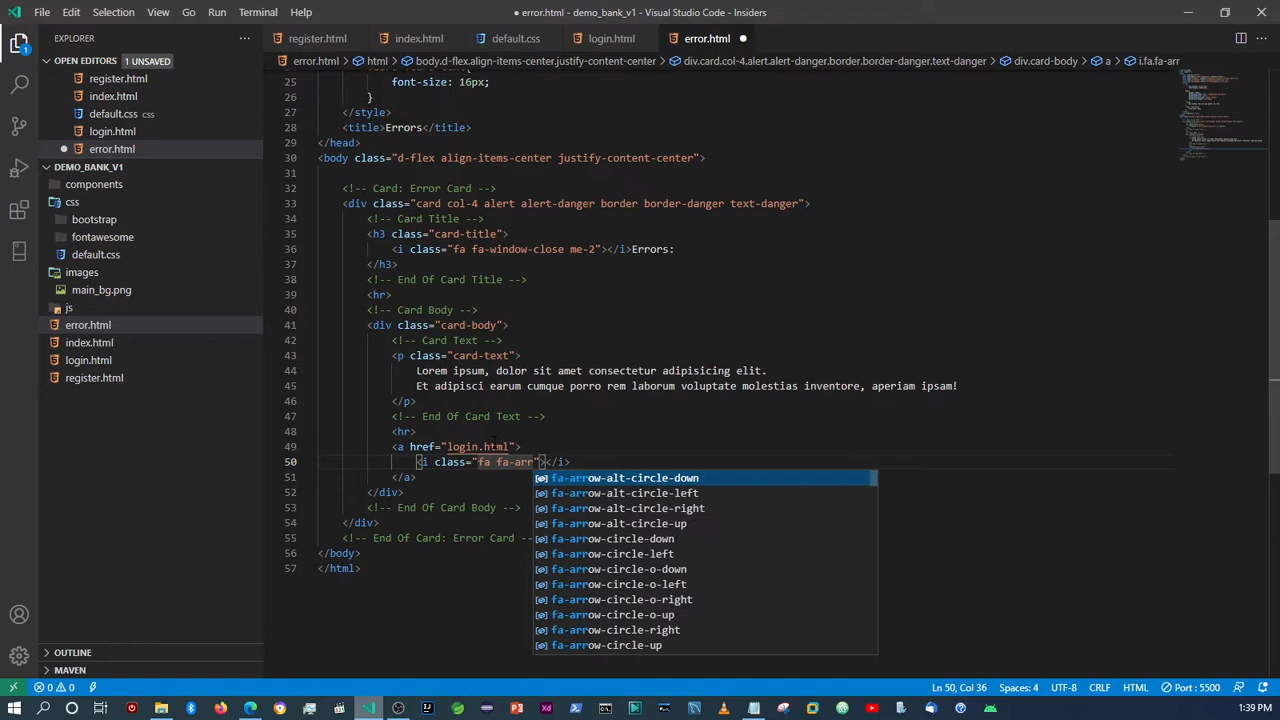 File Edit Selection View Go Run Terminal Help
● error.html - demo_bank_v1 - Visual Studio Code - Insiders
EXPLORER ···
register.html index.html default.css login.html error.html ●
OPEN EDITORS 1 UNSAVED
error.html > html > body.d-flex.align-items-center.justify-content-center > div.card.col-4.alert.alert-danger.border.border-danger.text-danger > div.card-body > a > i.fa.fa-arr
register.html
index.html
default.css css
login.html
● error.html
DEMO_BANK_V1
components
css
bootstrap
fontawesome
default.css
images
main_bg.png
js
error.html
index.html
login.html
register.html
OUTLINE
MAVEN
25 font-size: 16px;
26 }
27 </style>
28 <title>Errors</title>
29 </head>
30 <body class="d-flex align-items-center justify-content-center">
31
32 <!-- Card: Error Card -->
33 <div class="card col-4 alert alert-danger border border-danger text-danger">
34 <!-- Card Title -->
35 <h3 class="card-title">
36 <i class="fa fa-window-close me-2"></i>Errors:
37 </h3>
38 <!-- End Of Card Title -->
39 <hr>
40 <!-- Card Body -->
41 <div class="card-body">
42 <!-- Card Text -->
43 <p class="card-text">
44 Lorem ipsum, dolor sit amet consectetur adipisicing elit.
45 Et adipisci earum cumque porro rem laborum voluptate molestias inventore, aperiam ipsam!
46 </p>
47 <!-- End Of Card Text -->
48 <hr>
49 <a href="login.html">
50 <i class="fa fa-arr"></i>
51 </a>
52 </div>
53 <!-- End Of Card Body -->
54 </div>
55 <!-- End Of Card: Error Card --
56 </body>
57 </html>
fa-arrow-alt-circle-down
fa-arrow-alt-circle-left
fa-arrow-alt-circle-right
fa-arrow-alt-circle-up
fa-arrow-circle-down
fa-arrow-circle-left
fa-arrow-circle-o-down
fa-arrow-circle-o-left
fa-arrow-circle-o-right
fa-arrow-circle-o-up
fa-arrow-circle-right
fa-arrow-circle-up
0 0 Ln 50, Col 36 Spaces: 4 UTF-8 CRLF HTML Port : 5500
1:39 PM